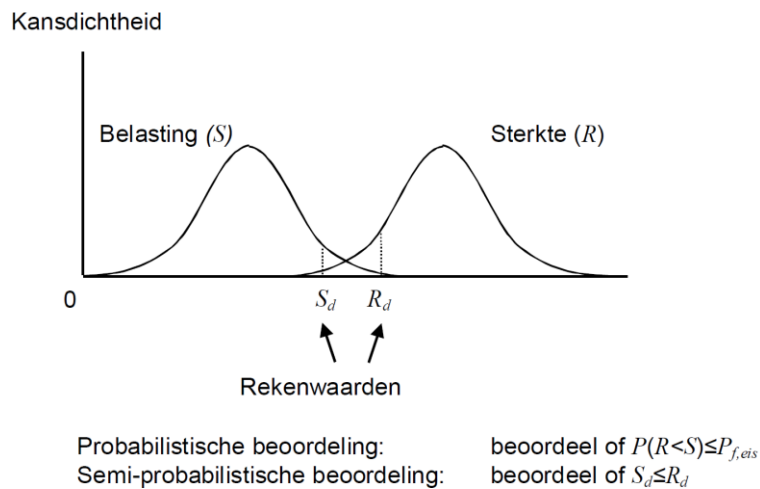 Kansdichtheid
Belasting (S)
Sterkte (R)
0
S_d
R_d
Rekenwaarden
Probabilistische beoordeling: beoordeel of P(R<S)≤P_f,eis
Semi-probabilistische beoordeling: beoordeel of S_d≤R_d